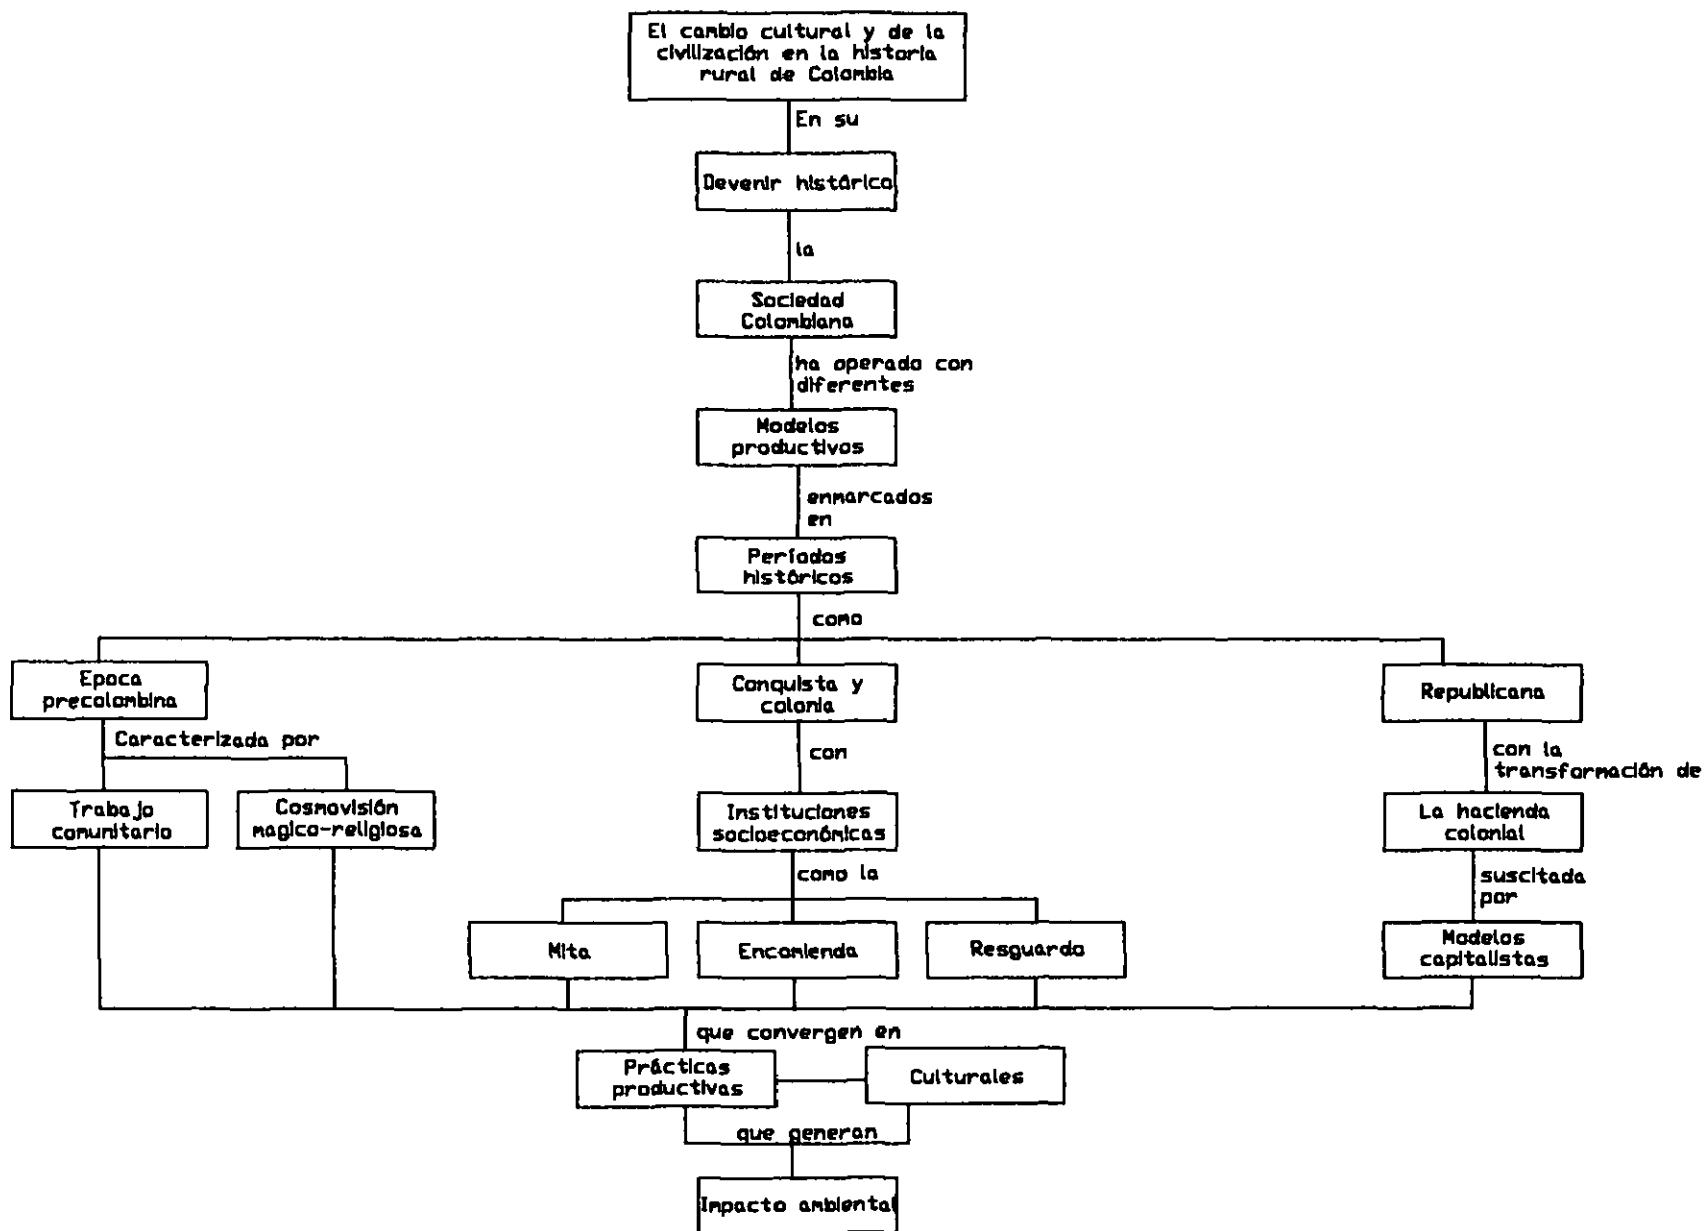 El cambio cultural y de la
civilización en la historia
rural de Colombia
En su
Devenir histórico
la
Sociedad
Colombiana
ha operado con
diferentes
Modelos
productivos
enmarcados
en
Períodos
históricos
como
Epoca
precolombina
Conquista y
colonia
Republicana
Caracterizada por
con
con la
transformación de
Trabajo
comunitario
Cosmovisión
magico-religiosa
Instituciones
socioeconómicas
La hacienda
colonial
como la
suscitada
por
Mita
Encomienda
Resguardo
Modelos
capitalistas
que convergen en
Prácticas
productivas
Culturales
que generan
Impacto ambiental